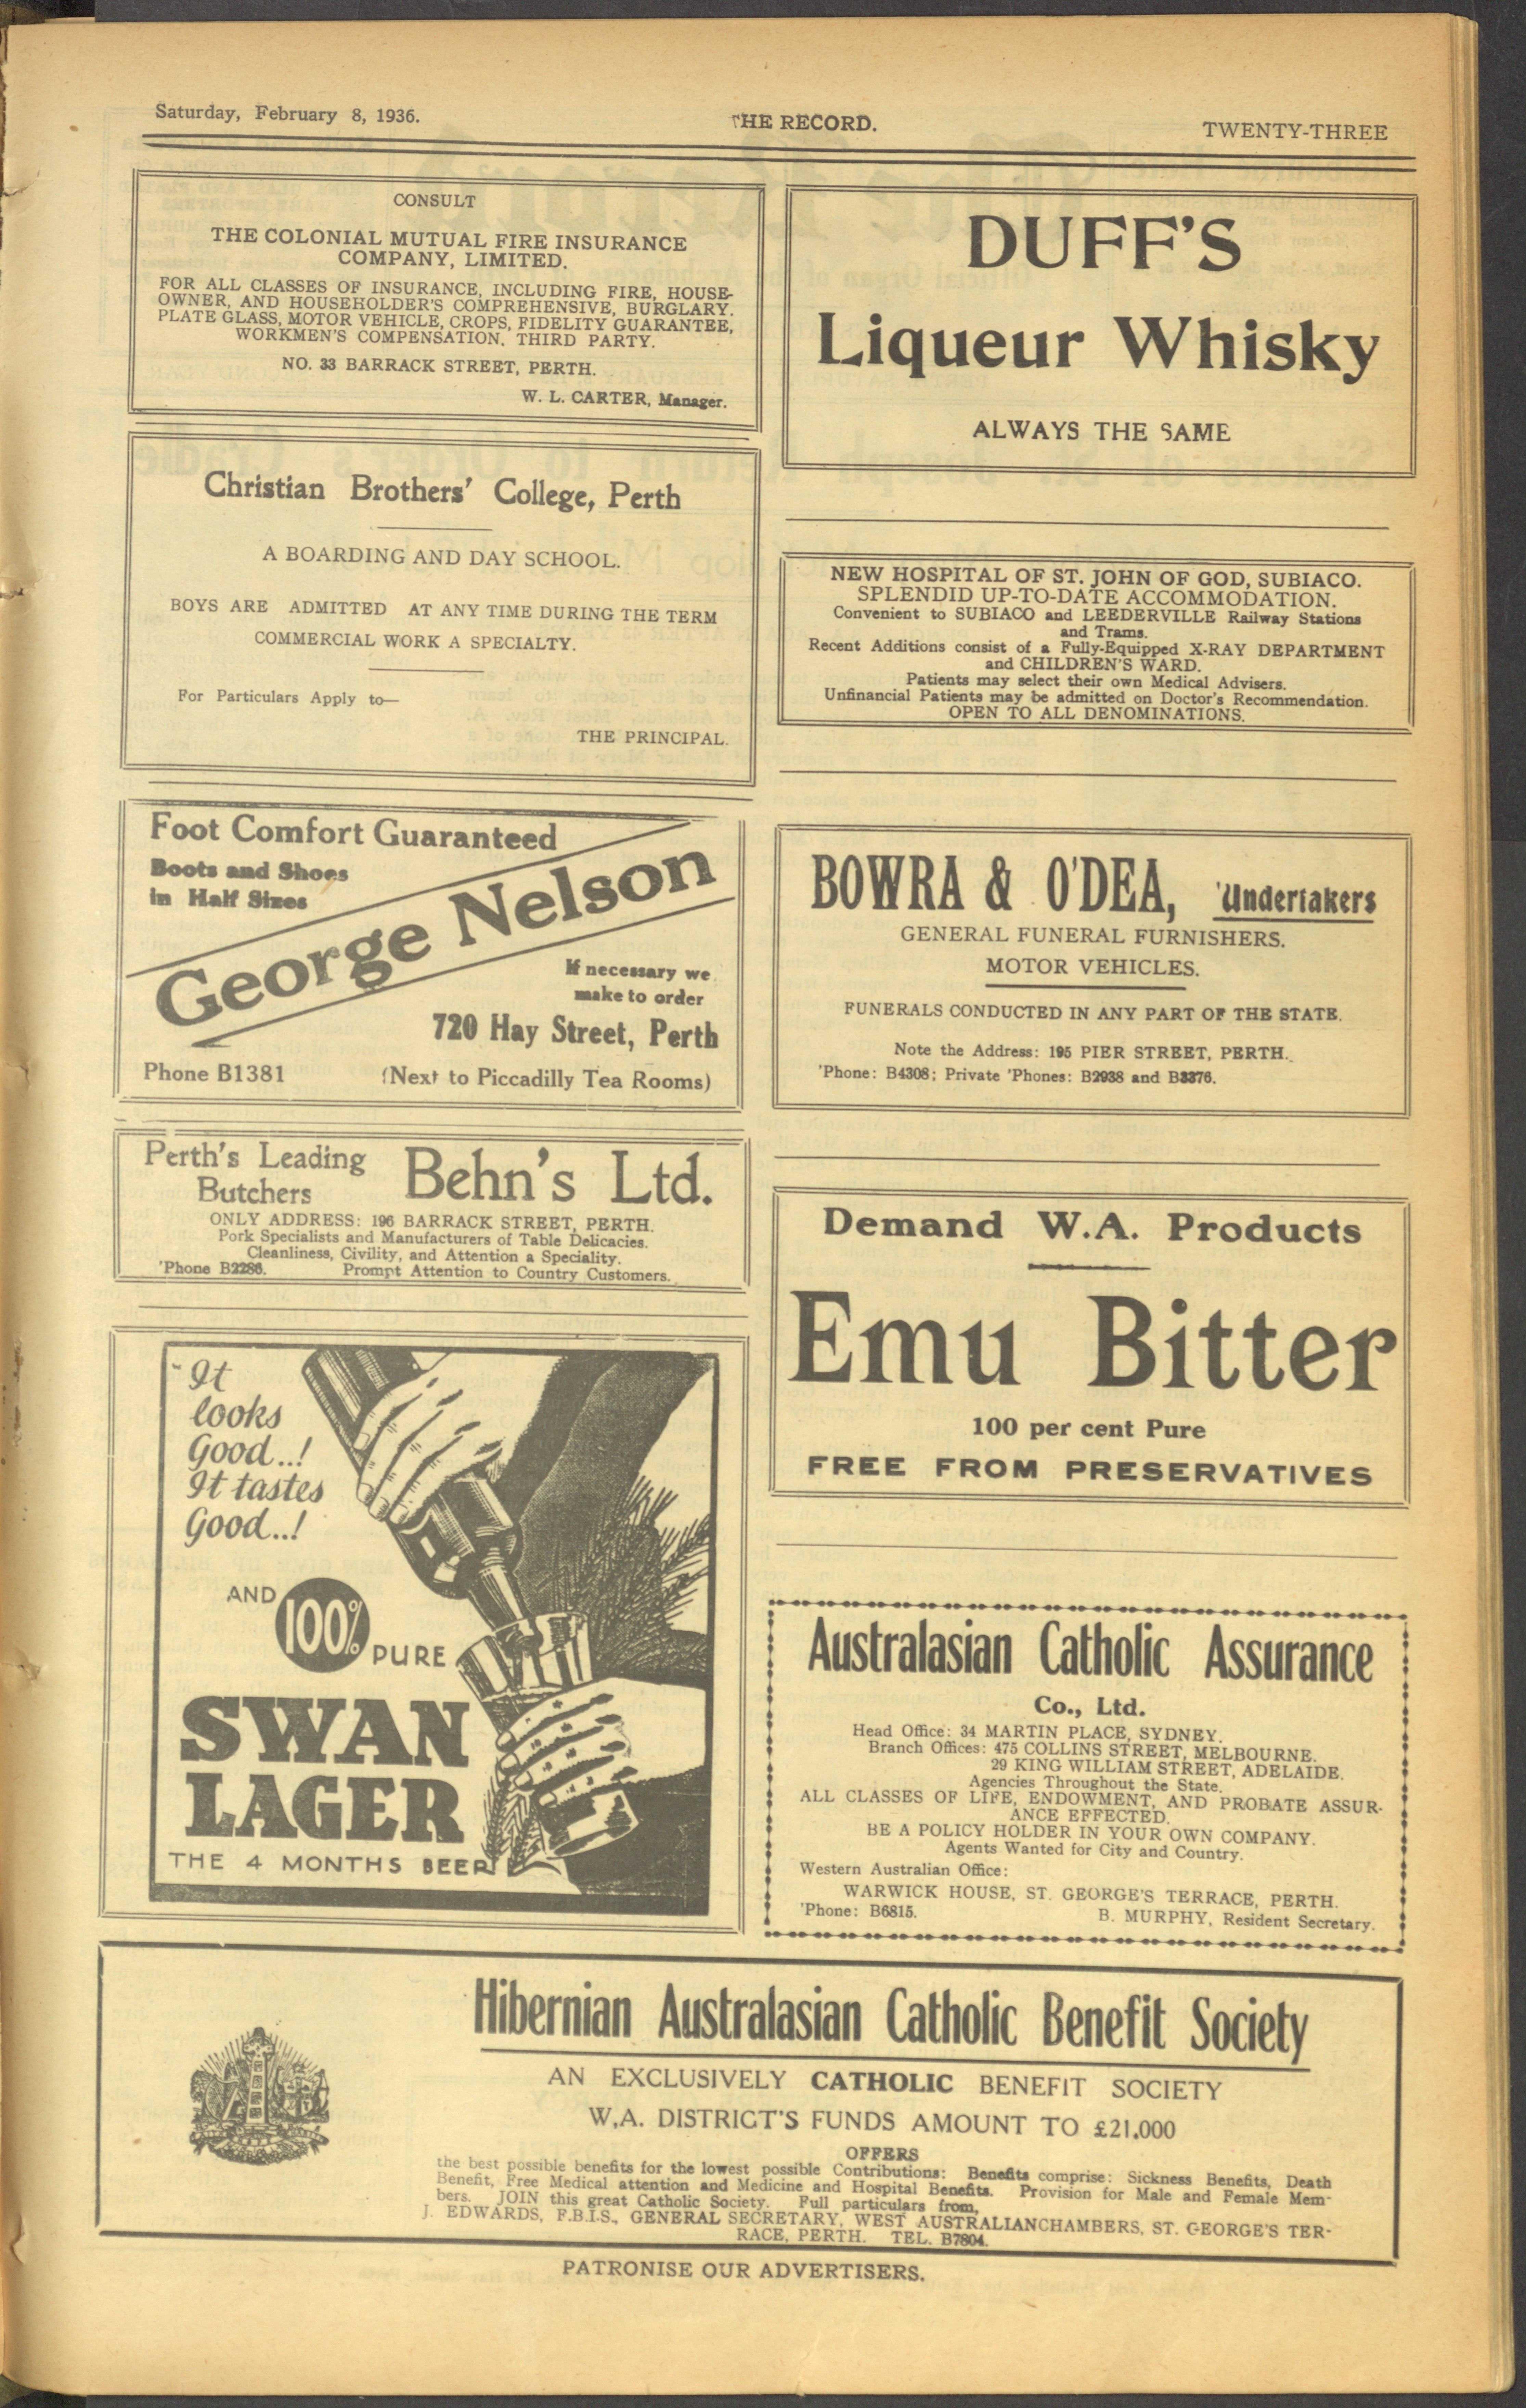 Saturday, February 8, 1936.
THE RECORD.
TWENTY-THREE
CONSULT
THE COLONIAL MUTUAL FIRE INSURANCE
COMPANY, LIMITED.
FOR ALL CLASSES OF INSURANCE, INCLUDING FIRE, HOUSE-
OWNER, AND HOUSEHOLDER'S COMPREHENSIVE, BURGLARY.
PLATE GLASS, MOTOR VEHICLE, CROPS, FIDELITY GUARANTEE,
WORKMEN'S COMPENSATION, THIRD PARTY.
NO. 33 BARRACK STREET, PERTH.
W. L. CARTER, Manager.
Christian Brothers' College, Perth
A BOARDING AND DAY SCHOOL.
BOYS ARE ADMITTED AT ANY TIME DURING THE TERM
COMMERCIAL WORK A SPECIALTY.
For Particulars Apply to—
THE PRINCIPAL.
Foot Comfort Guaranteed
Boots and Shoes
in Half Sizes
George Nelson
If necessary we
make to order
720 Hay Street, Perth
Phone B1381 (Next to Piccadilly Tea Rooms)
Perth's Leading
Butchers
Behn's Ltd.
ONLY ADDRESS: 196 BARRACK STREET, PERTH.
Pork Specialists and Manufacturers of Table Delicacies.
Cleanliness, Civility, and Attention a Speciality.
'Phone B2286. Prompt Attention to Country Customers.
"It
looks
Good..!
It tastes
Good..!
AND
100%
PURE
SWAN
LAGER
THE 4 MONTHS BEER
DUFF'S
Liqueur Whisky
ALWAYS THE SAME
NEW HOSPITAL OF ST. JOHN OF GOD, SUBIACO.
SPLENDID UP-TO-DATE ACCOMMODATION.
Convenient to SUBIACO and LEEDERVILLE Railway Stations
and Trams.
Recent Additions consist of a Fully-Equipped X-RAY DEPARTMENT
and CHILDREN'S WARD.
Patients may select their own Medical Advisers.
Unfinancial Patients may be admitted on Doctor's Recommendation.
OPEN TO ALL DENOMINATIONS.
BOWRA & O'DEA, 'Undertakers
GENERAL FUNERAL FURNISHERS.
MOTOR VEHICLES.
FUNERALS CONDUCTED IN ANY PART OF THE STATE.
Note the Address: 195 PIER STREET, PERTH.
'Phone: B4308; Private 'Phones: B2938 and B3376.
Demand W.A. Products
Emu Bitter
100 per cent Pure
FREE FROM PRESERVATIVES
Australasian Catholic Assurance
Co., Ltd.
Head Office: 34 MARTIN PLACE, SYDNEY.
Branch Offices: 475 COLLINS STREET, MELBOURNE.
29 KING WILLIAM STREET, ADELAIDE.
Agencies Throughout the State.
ALL CLASSES OF LIFE, ENDOWMENT, AND PROBATE ASSUR-
ANCE EFFECTED.
BE A POLICY HOLDER IN YOUR OWN COMPANY.
Agents Wanted for City and Country.
Western Australian Office:
WARWICK HOUSE, ST. GEORGE'S TERRACE, PERTH.
'Phone: B6815. B. MURPHY, Resident Secretary.
Hibernian Australasian Catholic Benefit Society
AN EXCLUSIVELY CATHOLIC BENEFIT SOCIETY
W.A. DISTRICT'S FUNDS AMOUNT TO £21,000
OFFERS
the best possible benefits for the lowest possible Contributions: Benefits comprise: Sickness Benefits, Death
Benefit, Free Medical attention and Medicine and Hospital Benefits. Provision for Male and Female Mem-
bers. JOIN this great Catholic Society. Full particulars from,
J. EDWARDS, F.B.I.S., GENERAL SECRETARY, WEST AUSTRALIANCHAMBERS, ST. GEORGE'S TER-
RACE, PERTH. TEL. B7804.
PATRONISE OUR ADVERTISERS.